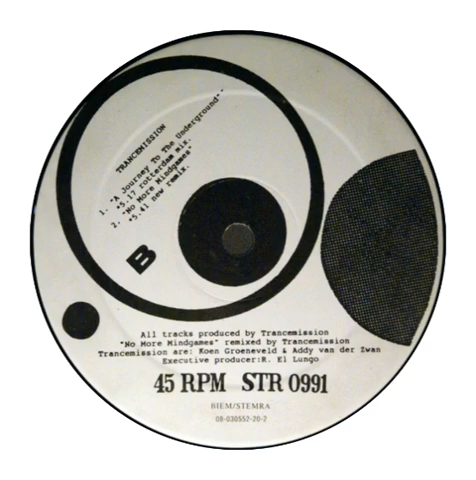 TRANCEMISSION
1. "A Journey To The Underground"
*5.17 rotterdam mix.
2. "No More Mindgames"
*5.41 new remix.
B
All tracks produced by Trancemission
"No More Mindgames" remixed by Trancemission
Trancemission are: Koen Groeneveld & Addy van der Zwan
Executive producer:R. El Lungo
45 RPM STR 0991
BIEM/STEMRA
08-030552-20-2